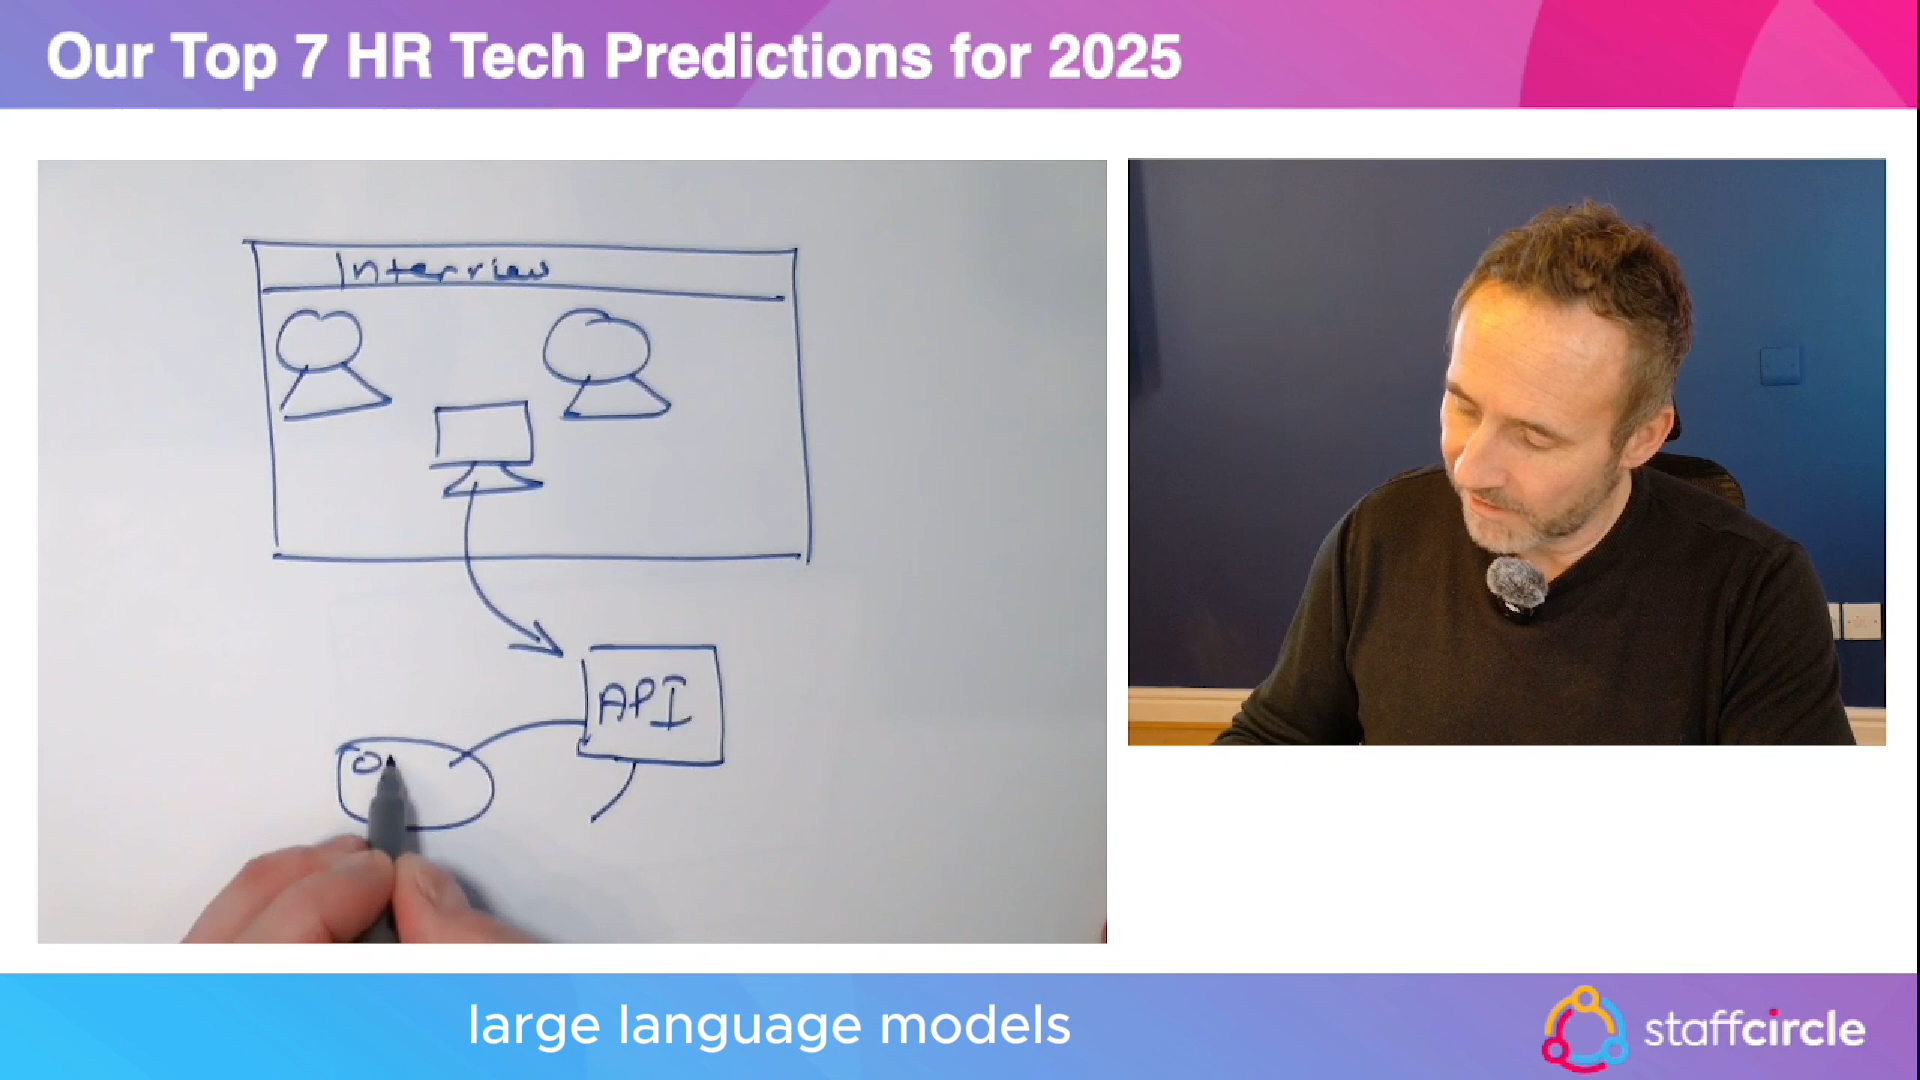 Our Top 7 HR Tech Predictions for 2025
Interview
API
O
large language models
staffcircle